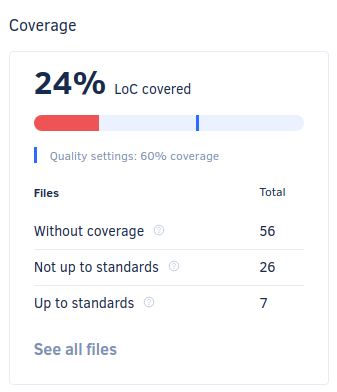 Coverage
24% LoC covered
Quality settings: 60% coverage
Files Total
Without coverage 56
Not up to standards 26
Up to standards 7
See all files